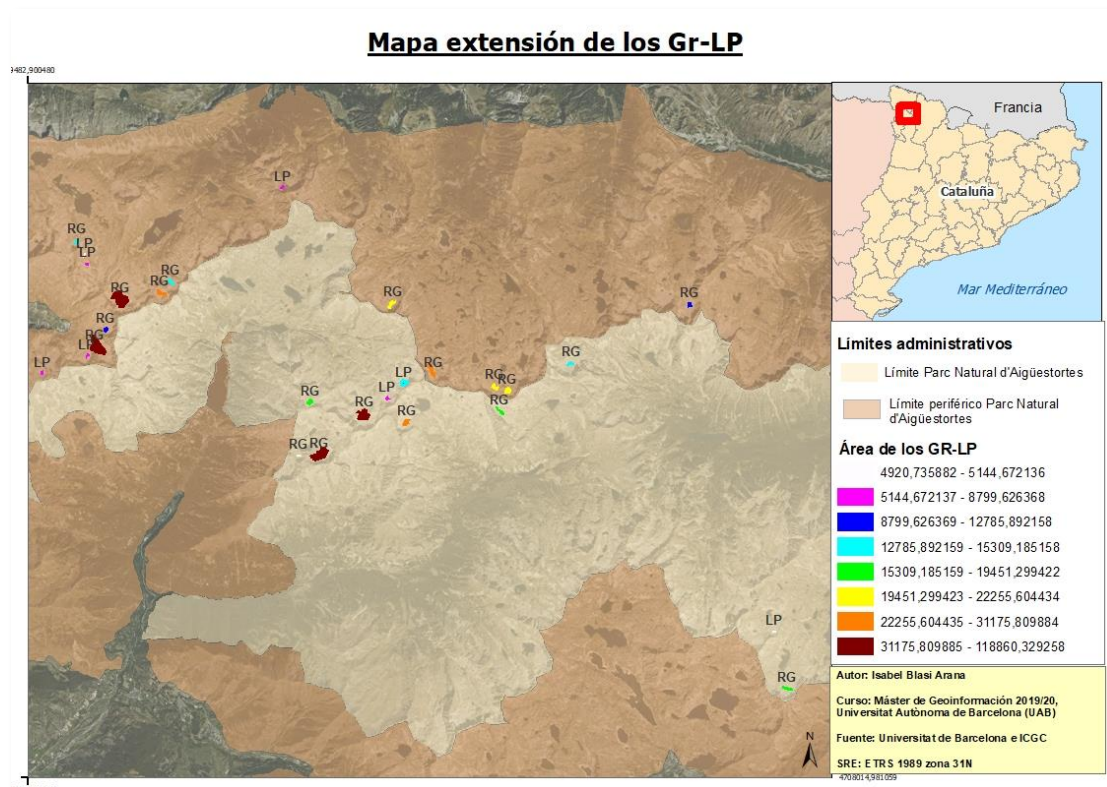 Mapa extensión de los Gr-LP
9482,900480
LP
RG
LP
LP
RG
RG
RG
RG
RG
RG
RG
RG
LP
LP
RG
LP
RG
LP
RG
RG
RG
RG
RG
RG
RG
RG
LP
RG
N
4708014,981059
Francia
Cataluña
Mar Mediterráneo
Límites administrativos
Límite Parc Natural d'Aigüestortes
Límite periférico Parc Natural
d'Aigüestortes
Área de los GR-LP
4920,735882 - 5144,672136
5144,672137 - 8799,626368
8799,626369 - 12785,892158
12785,892159 - 15309,185158
15309,185159 - 19451,299422
19451,299423 - 22255,604434
22255,604435 - 31175,809884
31175,809885 - 118860,329258
Autor: Isabel Blasi Arana
Curso: Máster de Geoinformación 2019/20,
Universitat Autònoma de Barcelona (UAB)
Fuente: Universitat de Barcelona e ICGC
SRE: ETRS 1989 zona 31N